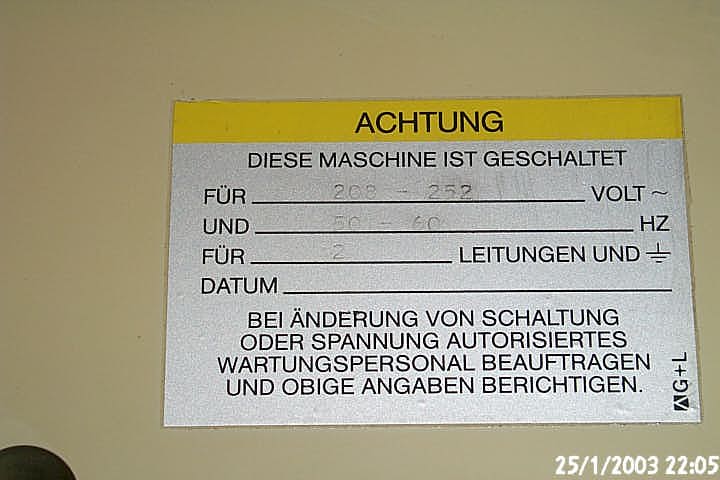 ACHTUNG
DIESE MASCHINE IST GESCHALTET
FÜR 208 - 252 VOLT ~
UND 50 - 60 HZ
FÜR 2 LEITUNGEN UND ⏚
DATUM
BEI ÄNDERUNG VON SCHALTUNG
ODER SPANNUNG AUTORISIERTES
WARTUNGSPERSONAL BEAUFTRAGEN
UND OBIGE ANGABEN BERICHTIGEN.
G+L
25/1/2003 22:05